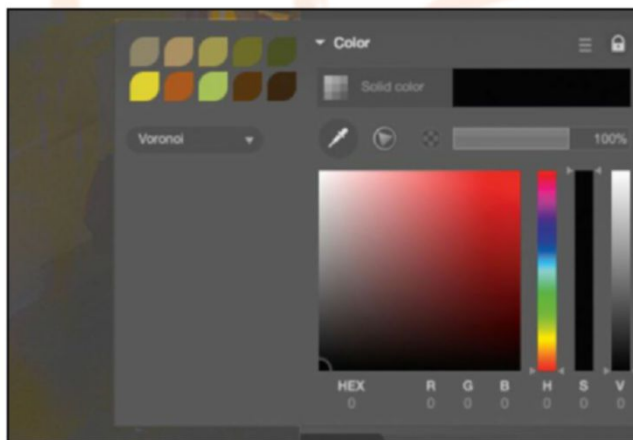 Color
Solid color
Voronoi
100%
HEX R G B H S V
0 0 0 0 0 0 0